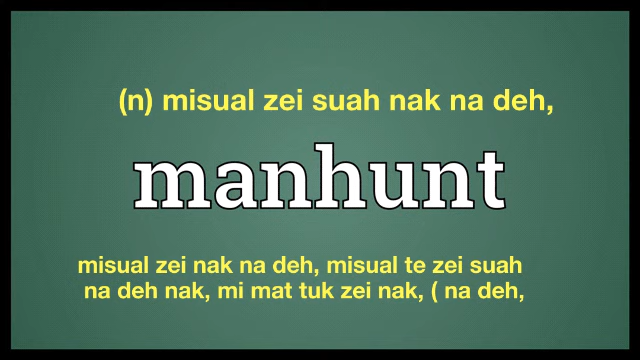 (n) misual zei suah nak na deh,
manhunt
misual zei nak na deh, misual te zei suah
na deh nak, mi mat tuk zei nak, ( na deh,